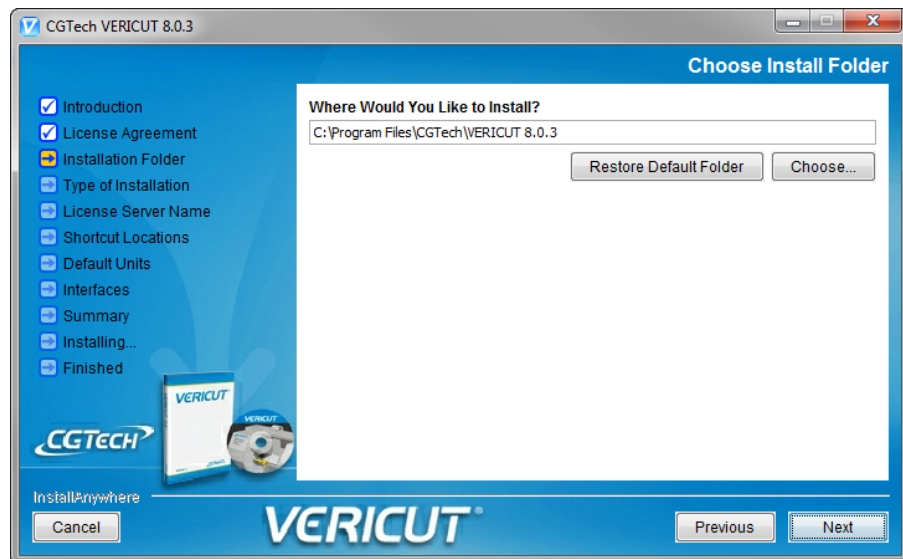 CGTech VERICUT 8.0.3
Choose Install Folder
Introduction
License Agreement
Installation Folder
Type of Installation
License Server Name
Shortcut Locations
Default Units
Interfaces
Summary
Installing...
Finished
Where Would You Like to Install?
C:\Program Files\CGTech\VERICUT 8.0.3
Restore Default Folder
Choose...
VERICUT
VERICUT
CGTECH
InstallAnywhere
Cancel
VERICUT
Previous
Next